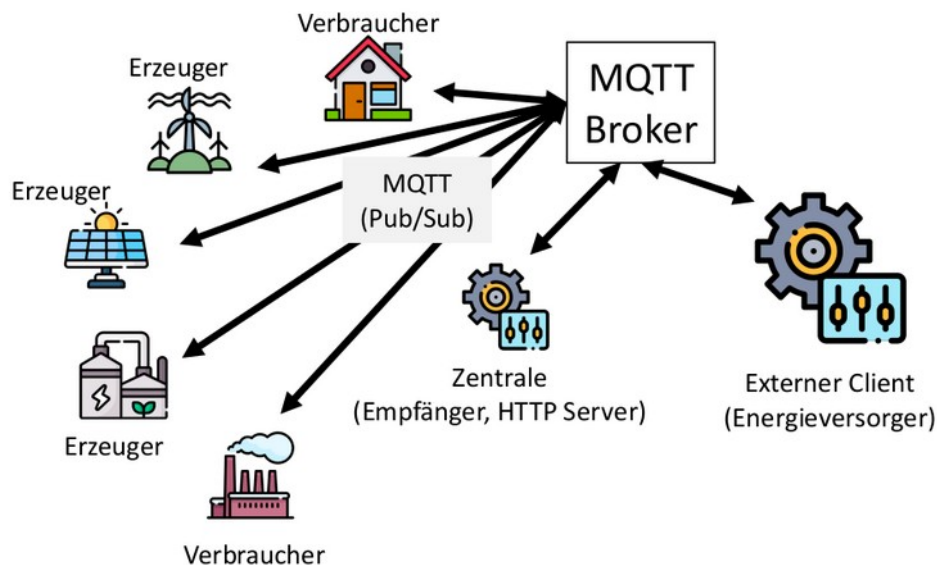 Verbraucher
Erzeuger
MQTT
Broker
Erzeuger
MQTT
(Pub/Sub)
Zentrale
(Empfänger, HTTP Server)
Externer Client
(Energieversorger)
Erzeuger
Verbraucher